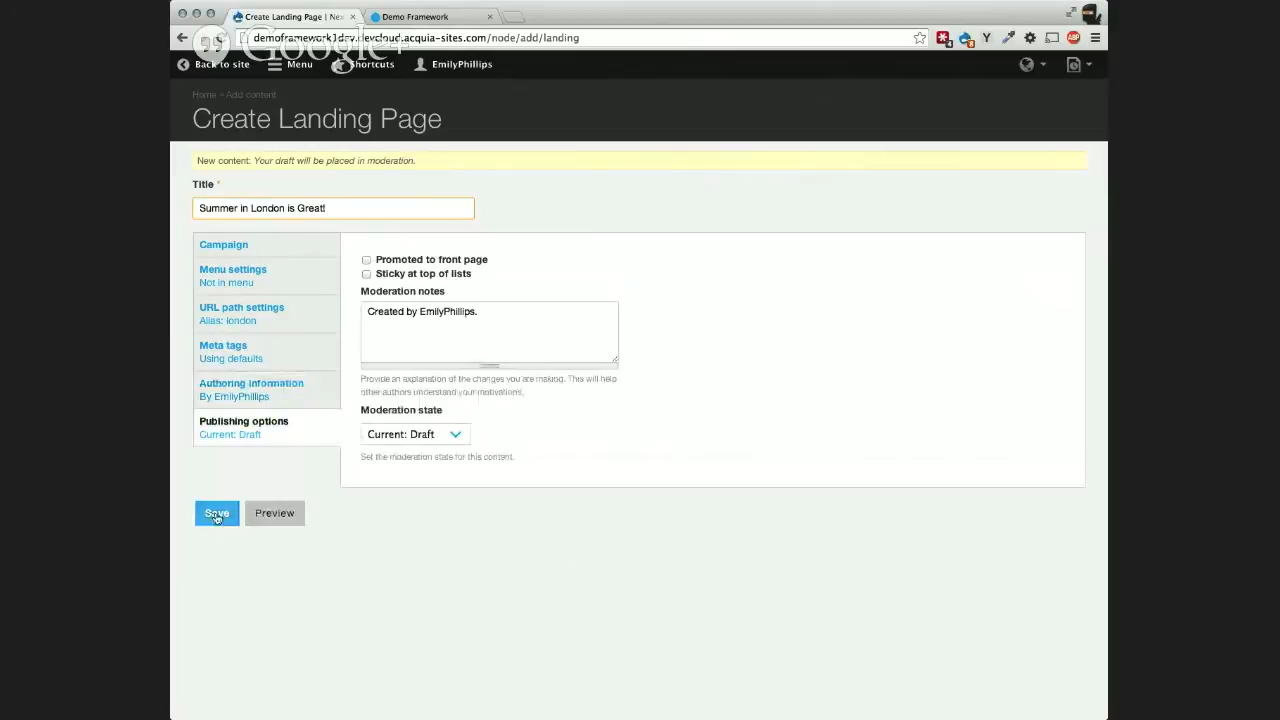 Create Landing Page | Nex
Demo Framework
Google+
demoframework1dev.devcloud.acquia-sites.com/node/add/landing
Back to site
Menu
Shortcuts
EmilyPhillips
Home » Add content
Create Landing Page
New content: Your draft will be placed in moderation.
Title *
Summer in London is Great!
Campaign
Menu settings
Not in menu
URL path settings
Alias: london
Meta tags
Using defaults
Authoring information
By EmilyPhillips
Publishing options
Current: Draft
Promoted to front page
Sticky at top of lists
Moderation notes
Created by EmilyPhillips.
Provide an explanation of the changes you are making. This will help
other authors understand your motivations.
Moderation state
Current: Draft
Set the moderation state for this content.
Save
Preview